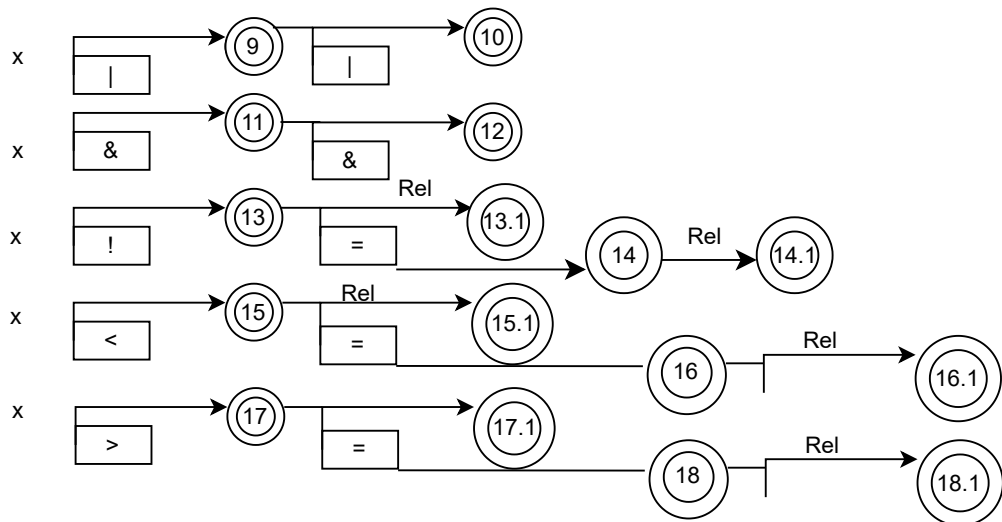 x 9 10
| |
x 11 12
& &
Rel
x 13 13.1
! = 14 Rel 14.1
x 15 Rel 15.1
< = 16 Rel 16.1
x 17 17.1
> = 18 Rel 18.1